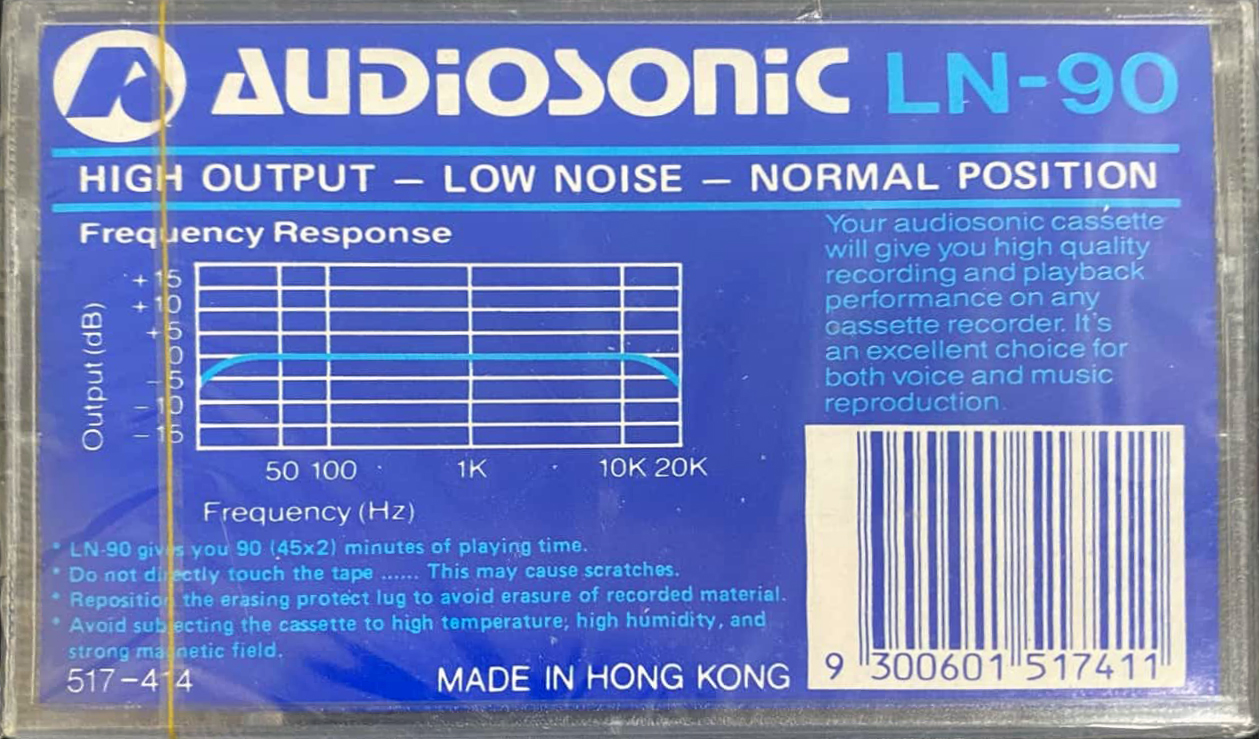 AUDIOSONIC LN-90
HIGH OUTPUT — LOW NOISE — NORMAL POSITION
Frequency Response
Output (dB)
+15
+10
+5
0
-5
-10
-15
50 100 1K 10K 20K
Frequency (Hz)
Your audiosonic cassette
will give you high quality
recording and playback
performance on any
cassette recorder. It's
an excellent choice for
both voice and music
reproduction.
* LN-90 gives you 90 (45x2) minutes of playing time.
* Do not directly touch the tape ...... This may cause scratches.
* Reposition the erasing protect lug to avoid erasure of recorded material.
* Avoid subjecting the cassette to high temperature; high humidity, and
strong magnetic field.
517-414
MADE IN HONG KONG
9 300601 517411